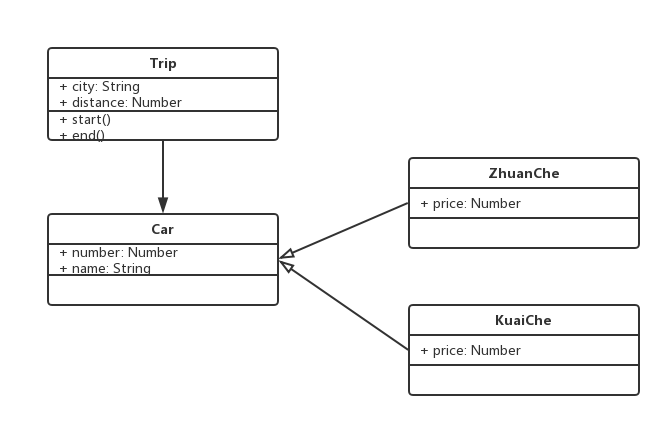 Trip
+ city: String
+ distance: Number
+ start()
+ end()
Car
+ number: Number
+ name: String
ZhuanChe
+ price: Number
KuaiChe
+ price: Number